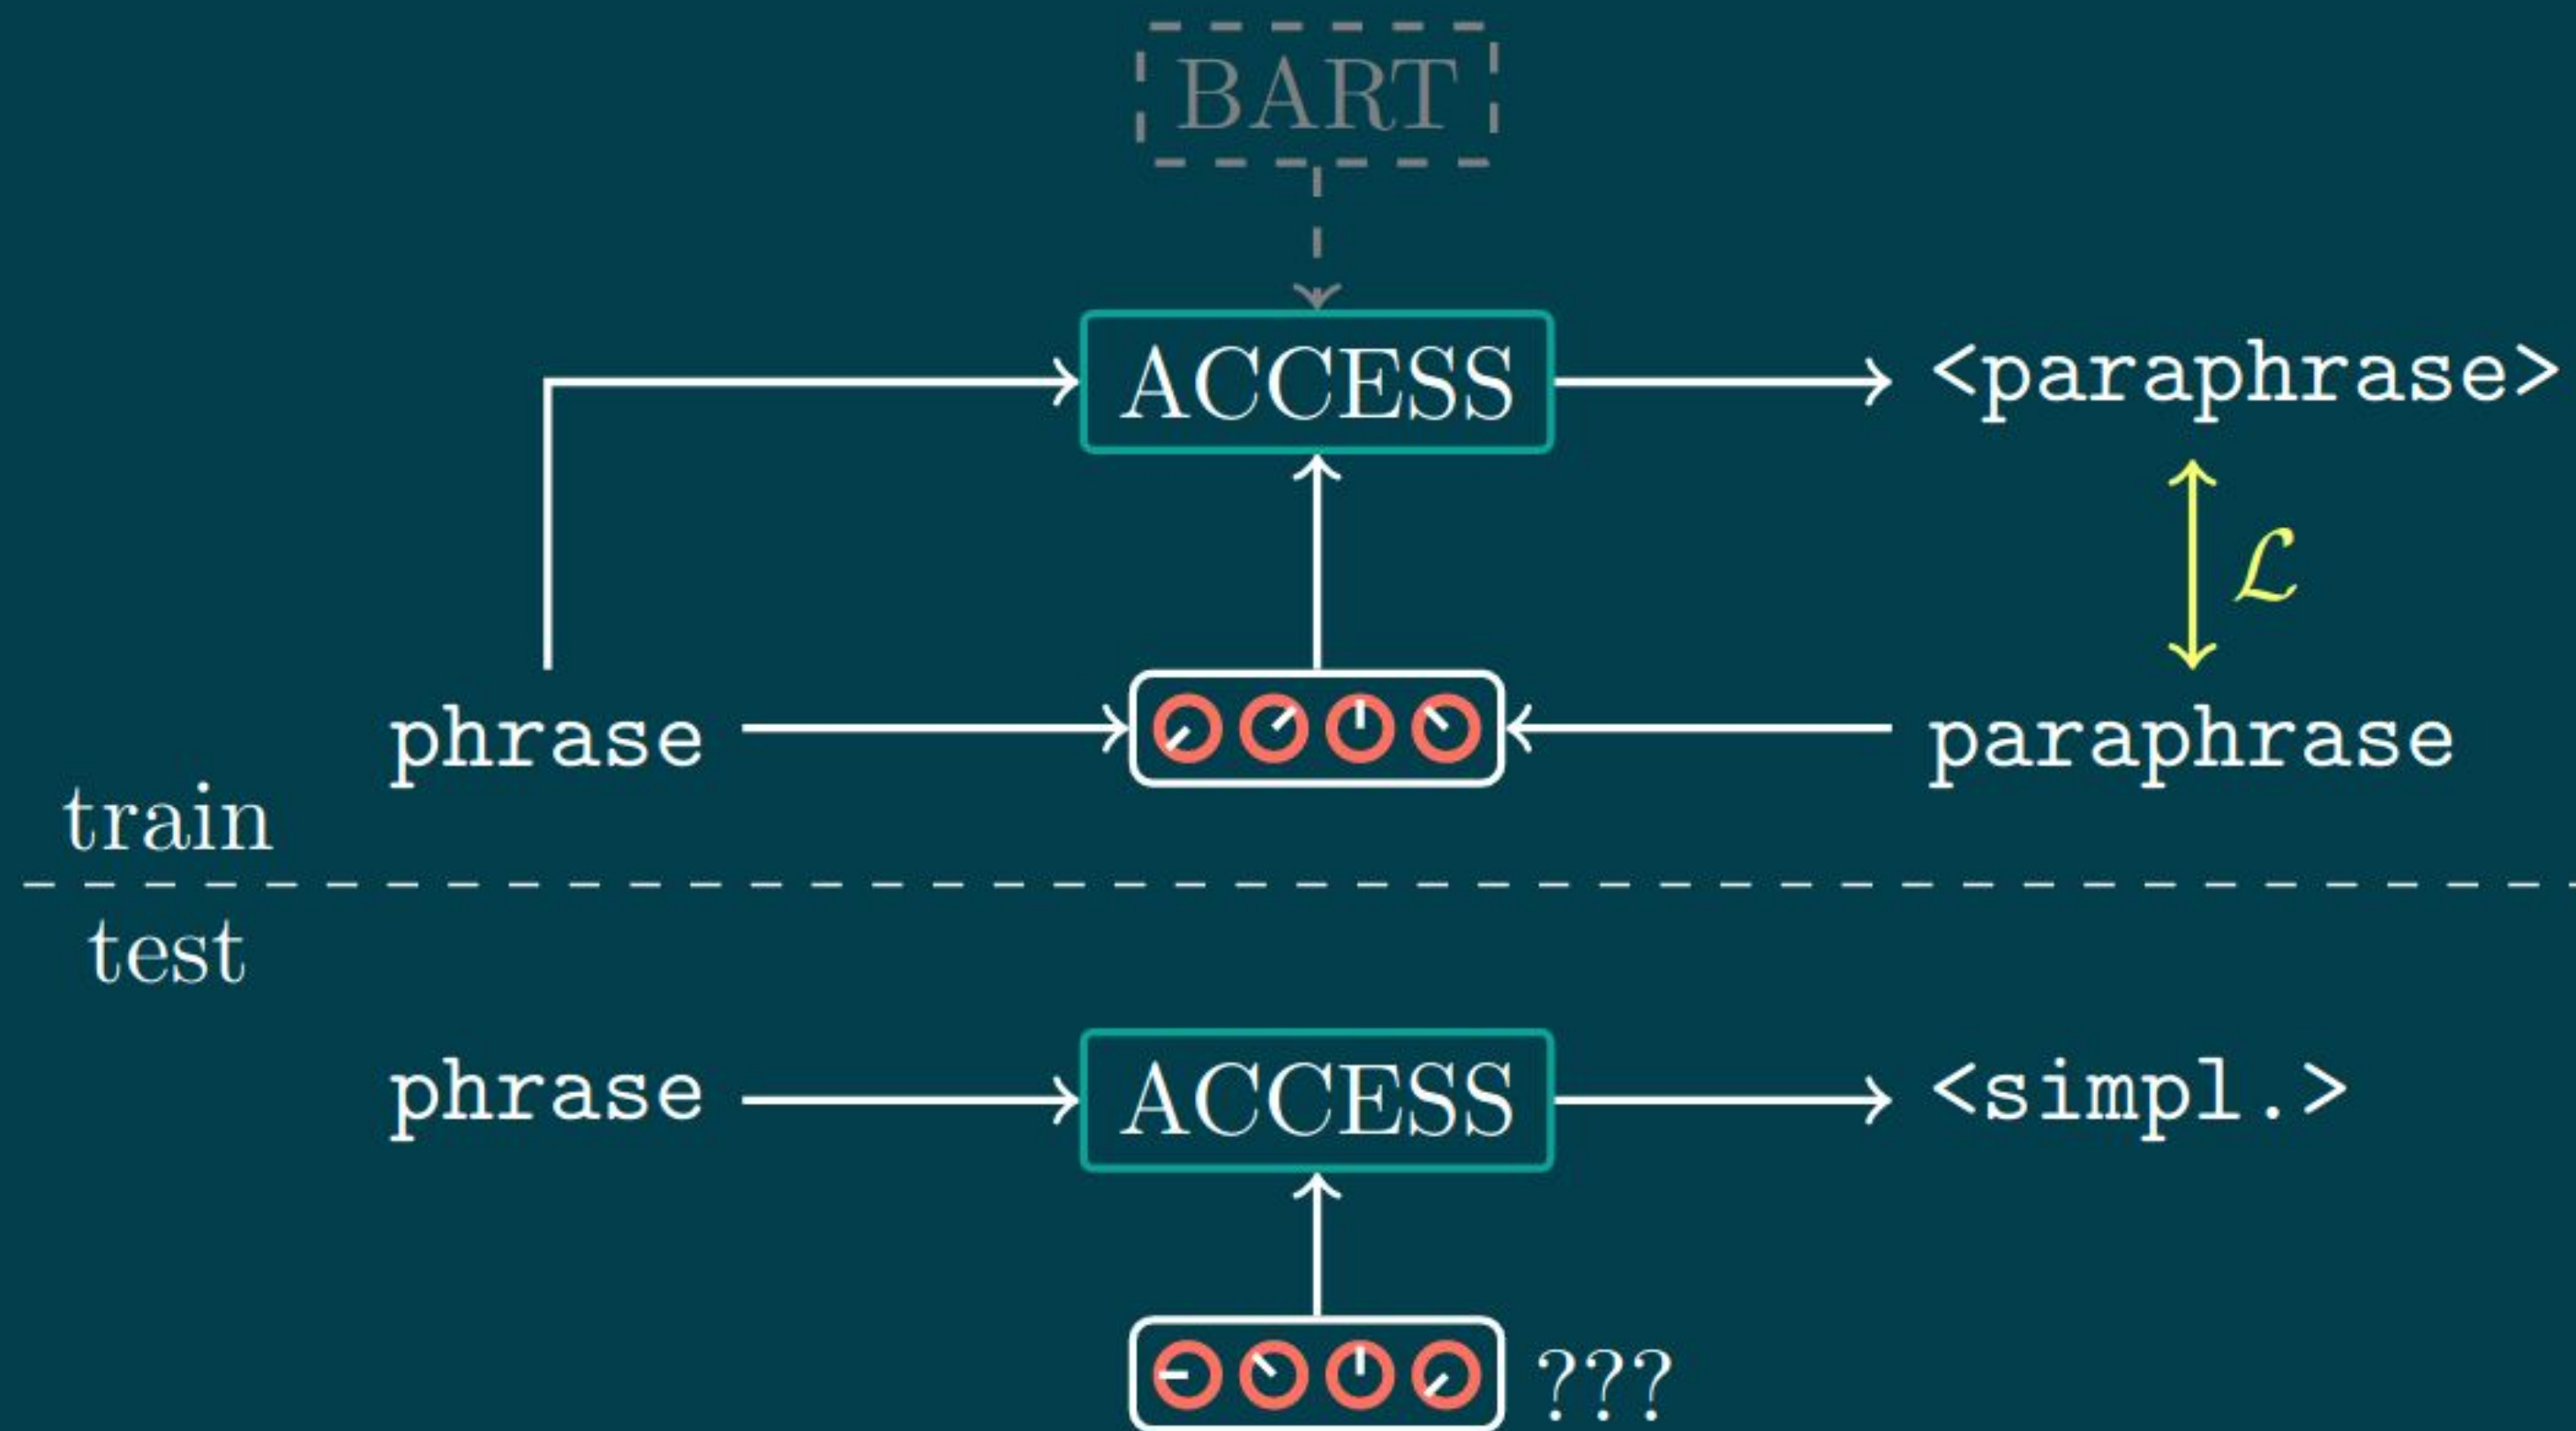 BART
ACCESS
<paraphrase>
ℒ
phrase
paraphrase
train
test
phrase
ACCESS
<simpl.>
???